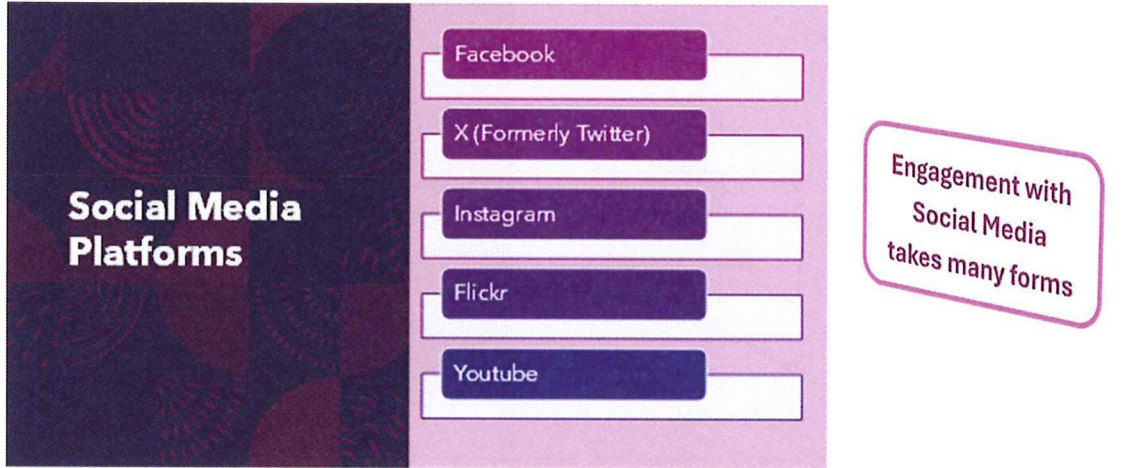 Social Media
Platforms
Facebook
X (Formerly Twitter)
Instagram
Flickr
Youtube
Engagement with
Social Media
takes many forms